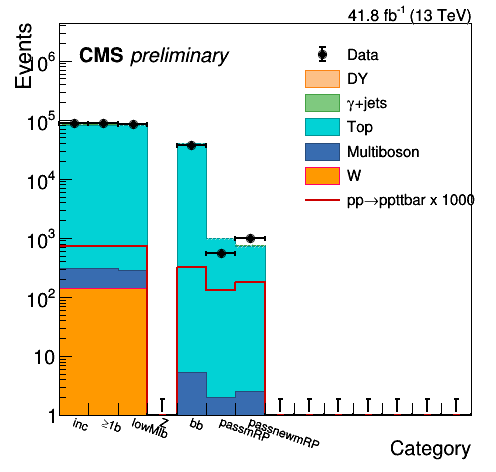 41.8 fb⁻¹ (13 TeV)
Events
CMS preliminary
Data
DY
γ+jets
Top
Multiboson
W
pp→ppttbar x 1000
10⁶
10⁵
10⁴
10³
10²
10
1
inc
≥1b
lowMlb
Z
bb
passmRP
passnewmRP
Category